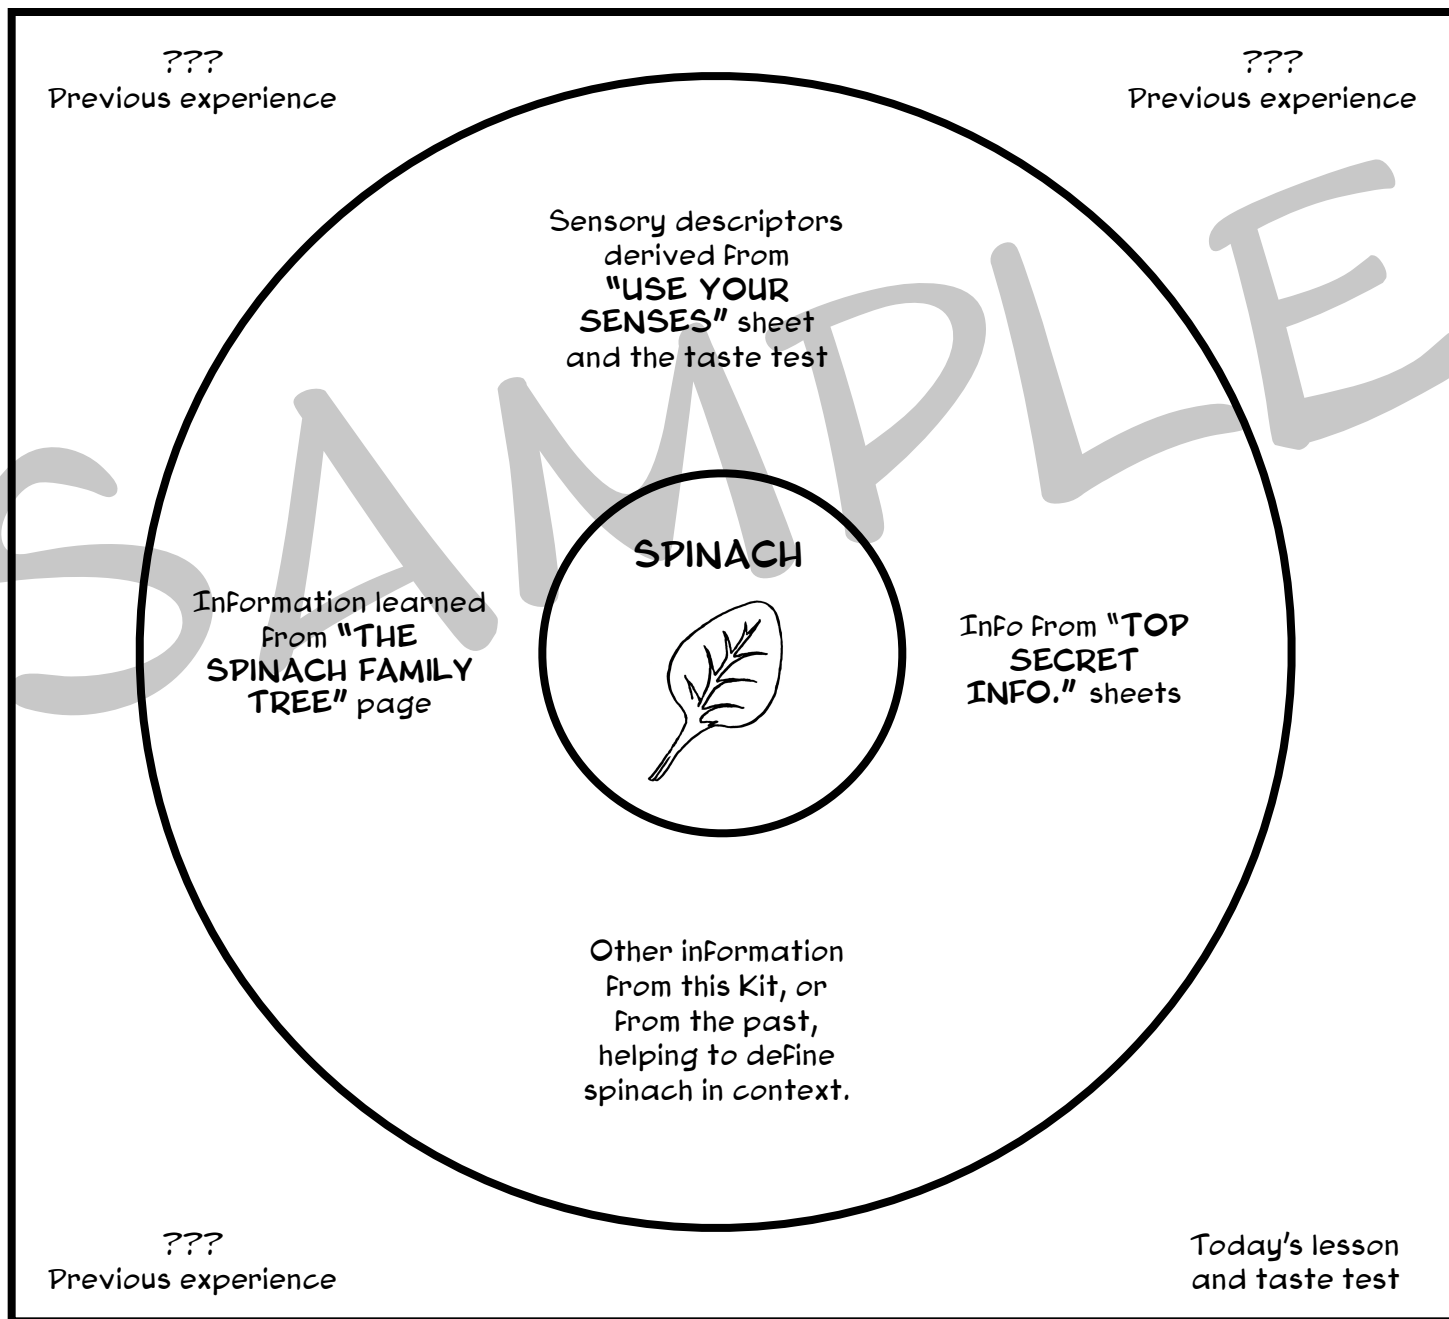 ???
Previous experience
???
Previous experience
Sensory descriptors
derived from
"USE YOUR
SENSES" sheet
and the taste test
SAMPLE
SPINACH
Information learned
from "THE
SPINACH FAMILY
TREE" page
Info from "TOP
SECRET
INFO." sheets
Other information
from this Kit, or
from the past,
helping to define
spinach in context.
???
Previous experience
Today's lesson
and taste test